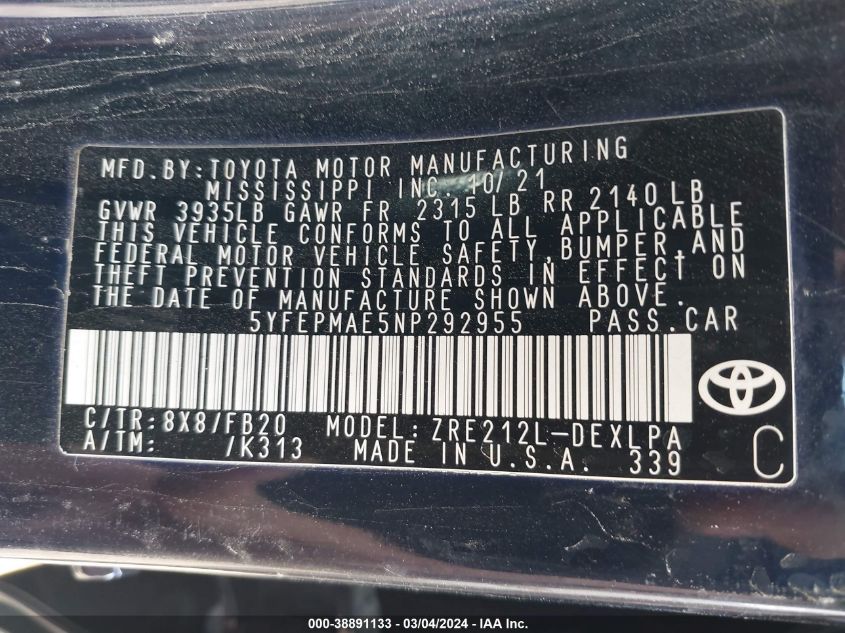 MFD.BY:TOYOTA MOTOR MANUFACTURING
MISSISSIPPI INC. 10/21
GVWR 3935LB GAWR FR 2315 LB RR 2140 LB
THIS VEHICLE CONFORMS TO ALL APPLICABLE
FEDERAL MOTOR VEHICLE SAFETY,BUMPER,AND
THEFT PREVENTION STANDARDS IN EFFECT ON
THE DATE OF MANUFACTURE SHOWN ABOVE.
5YFEPMAE5NP292955 PASS.CAR
C/TR:8X8/FB20 MODEL:ZRE212L-DEXLPA
A/TM: /K313 MADE IN U.S.A. 339 C
000-38891133 - 03/04/2024 - IAA Inc.